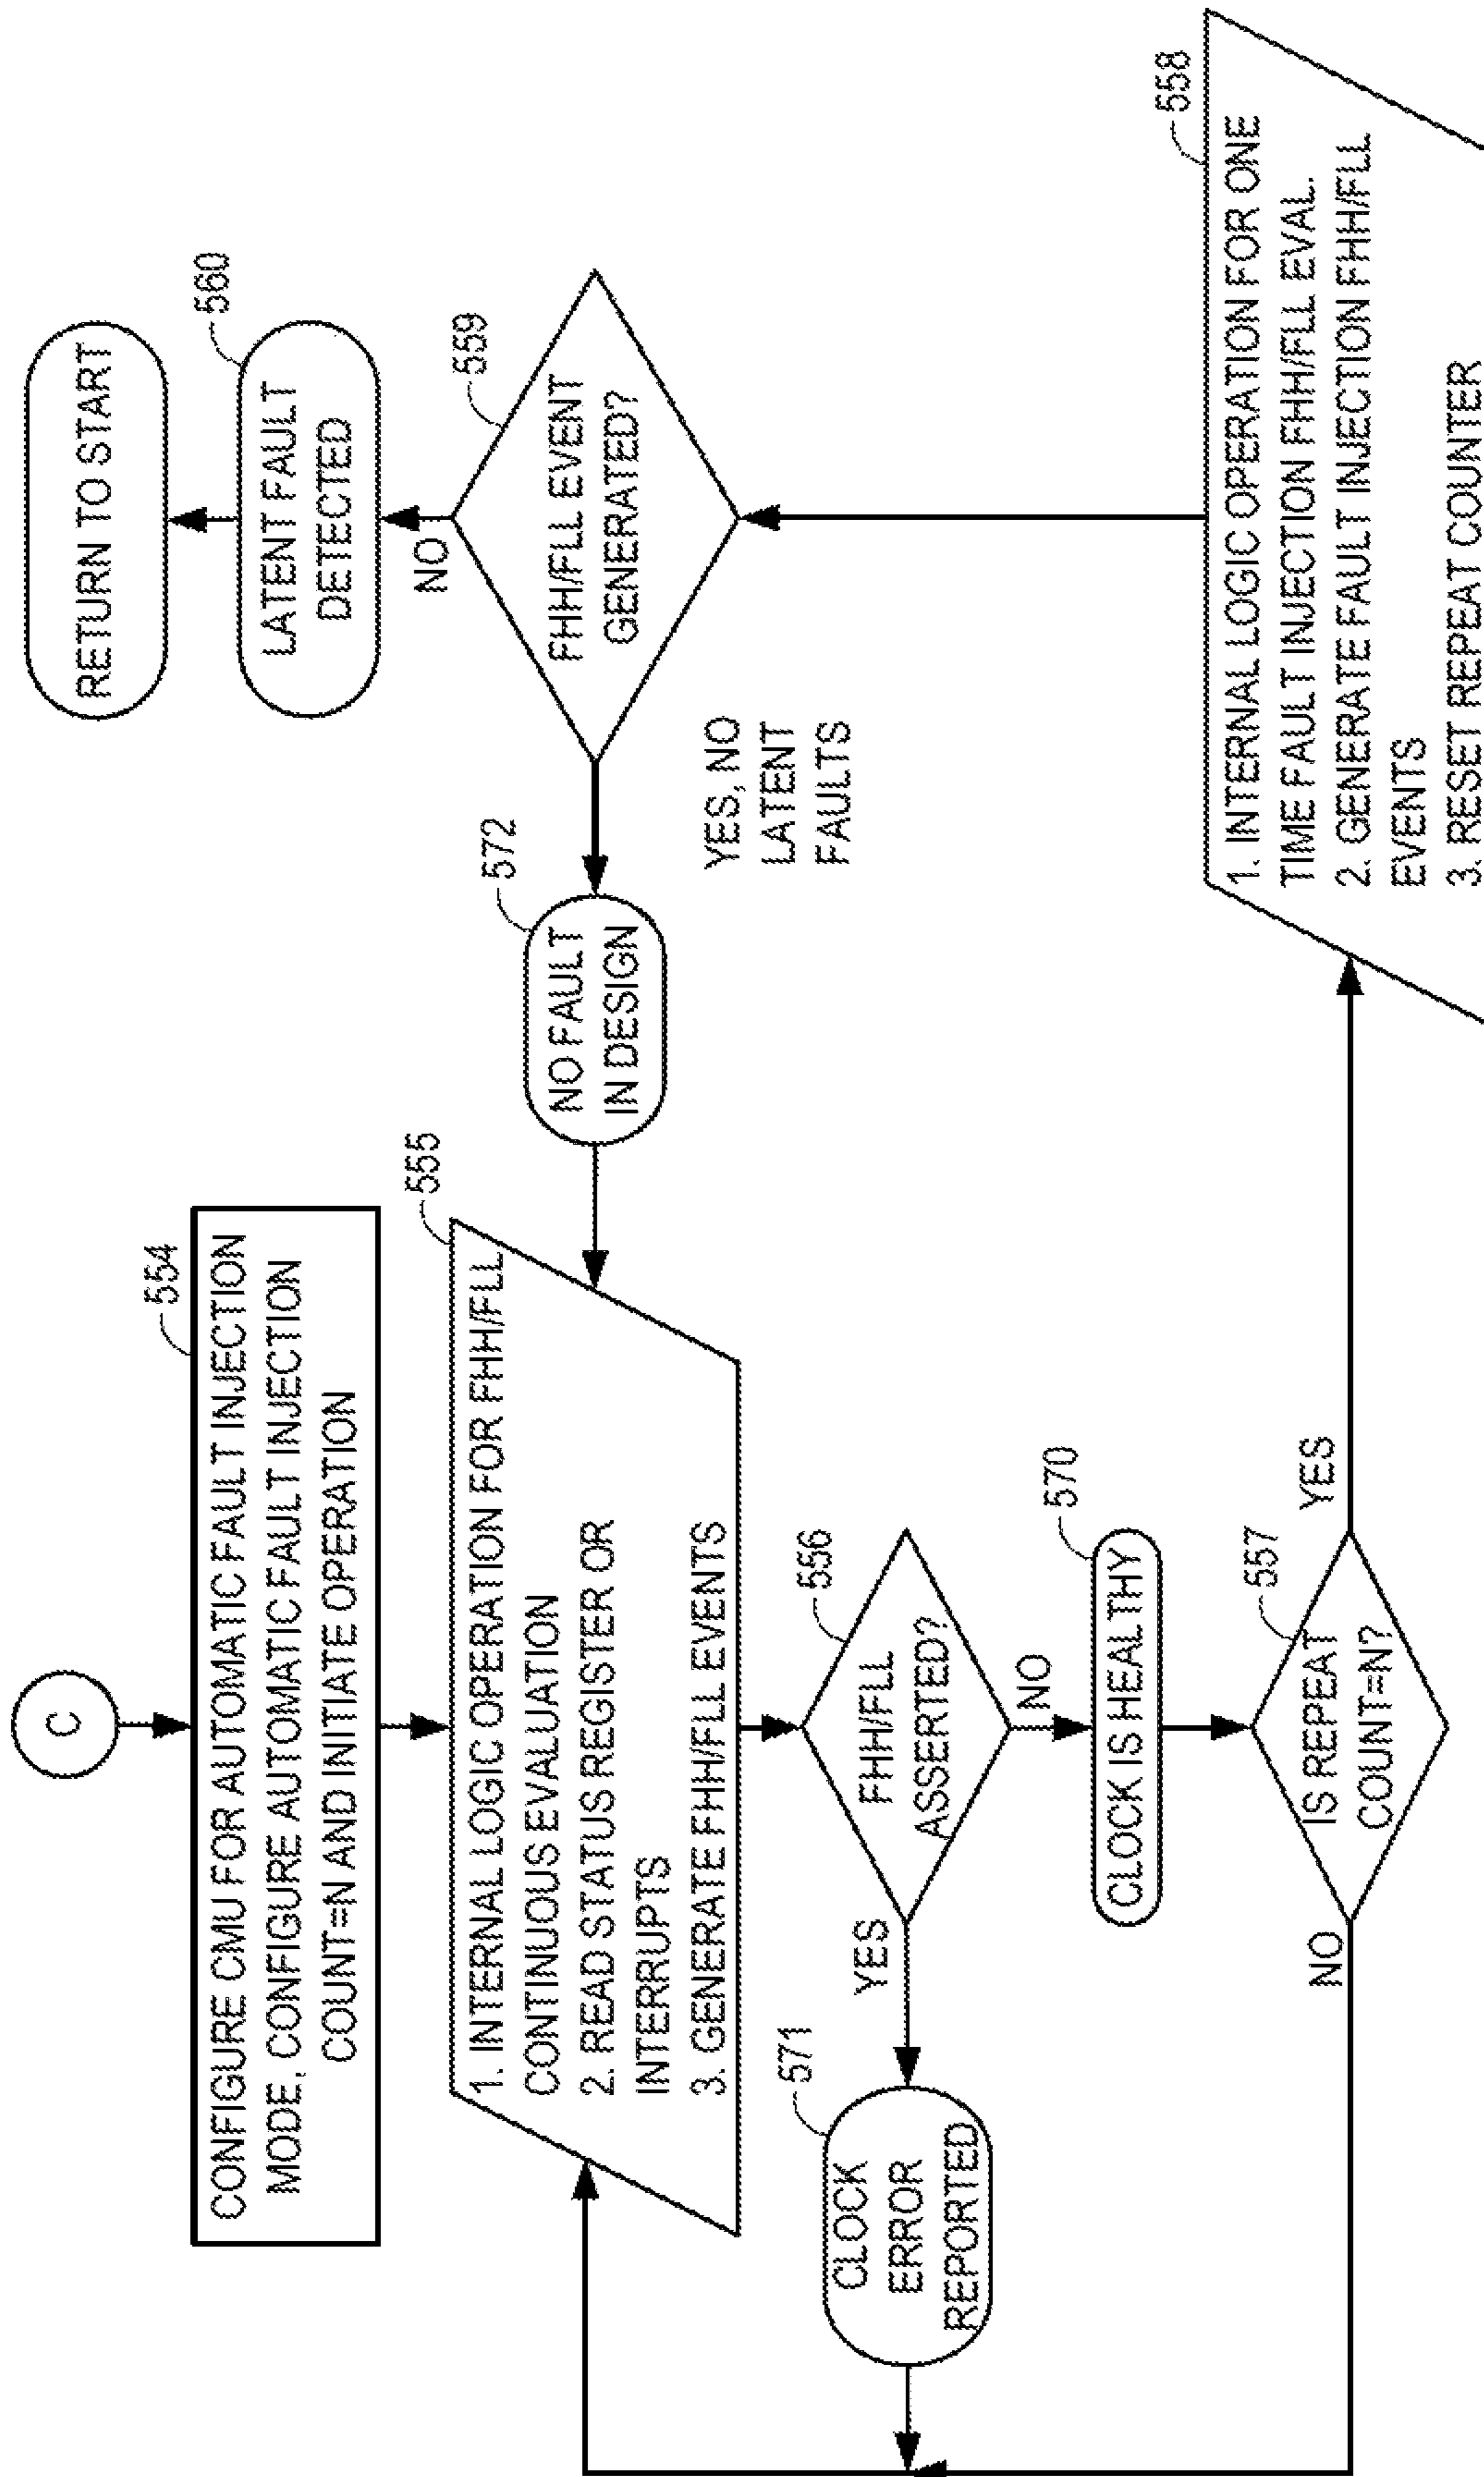 C
554
CONFIGURE CMU FOR AUTOMATIC FAULT INJECTION
MODE, CONFIGURE AUTOMATIC FAULT INJECTION
COUNT=N AND INITIATE OPERATION
555
1. INTERNAL LOGIC OPERATION FOR FHH/FLL
CONTINUOUS EVALUATION
2. READ STATUS REGISTER OR
INTERRUPTS
3. GENERATE FHH/FLL EVENTS
556
FHH/FLL
ASSERTED?
YES
NO
571
CLOCK
ERROR
REPORTED
570
CLOCK IS HEALTHY
557
IS REPEAT
COUNT=N?
NO
YES
558
1. INTERNAL LOGIC OPERATION FOR ONE
TIME FAULT INJECTION FHH/FLL EVAL.
2. GENERATE FAULT INJECTION FHH/FLL
EVENTS
3. RESET REPEAT COUNTER
559
FHH/FLL EVENT
GENERATED?
NO
YES, NO
LATENT
FAULTS
572
NO FAULT
IN DESIGN
560
LATENT FAULT
DETECTED
RETURN TO START